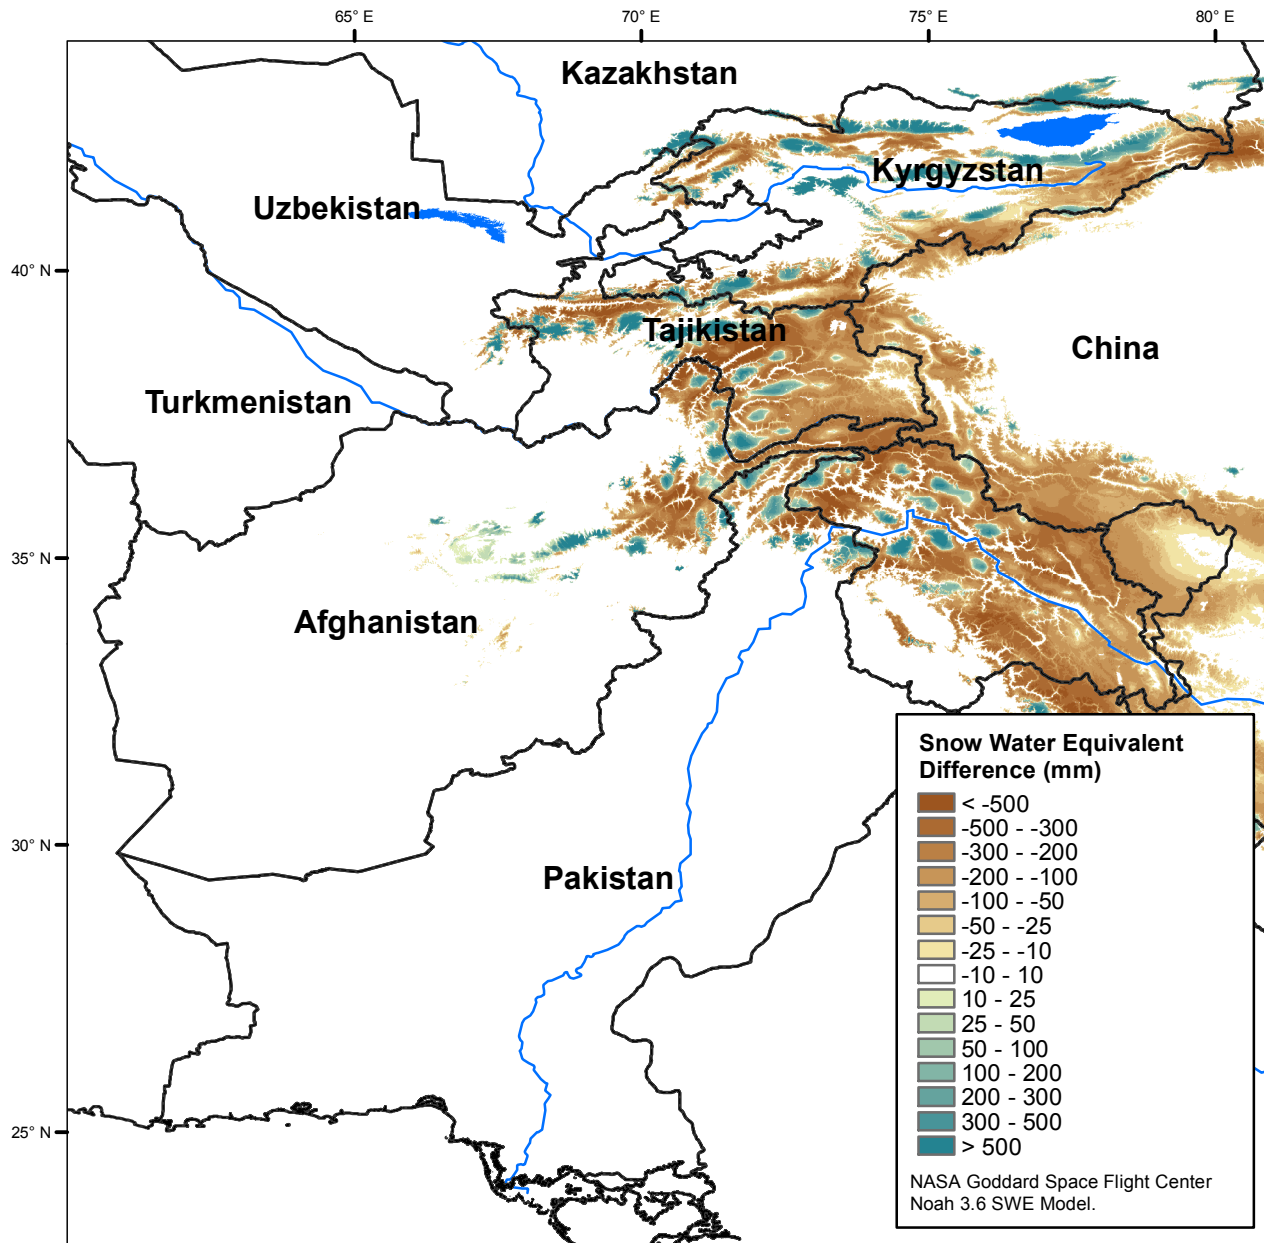 65° E
70° E
75° E
80° E
Kazakhstan
Kyrgyzstan
Uzbekistan
40° N
Tajikistan
China
Turkmenistan
35° N
Afghanistan
Snow Water Equivalent
Difference (mm)
< -500
-500 - -300
-300 - -200
-200 - -100
-100 - -50
-50 - -25
-25 - -10
-10 - 10
10 - 25
25 - 50
50 - 100
100 - 200
200 - 300
300 - 500
> 500
NASA Goddard Space Flight Center
Noah 3.6 SWE Model.
30° N
Pakistan
25° N